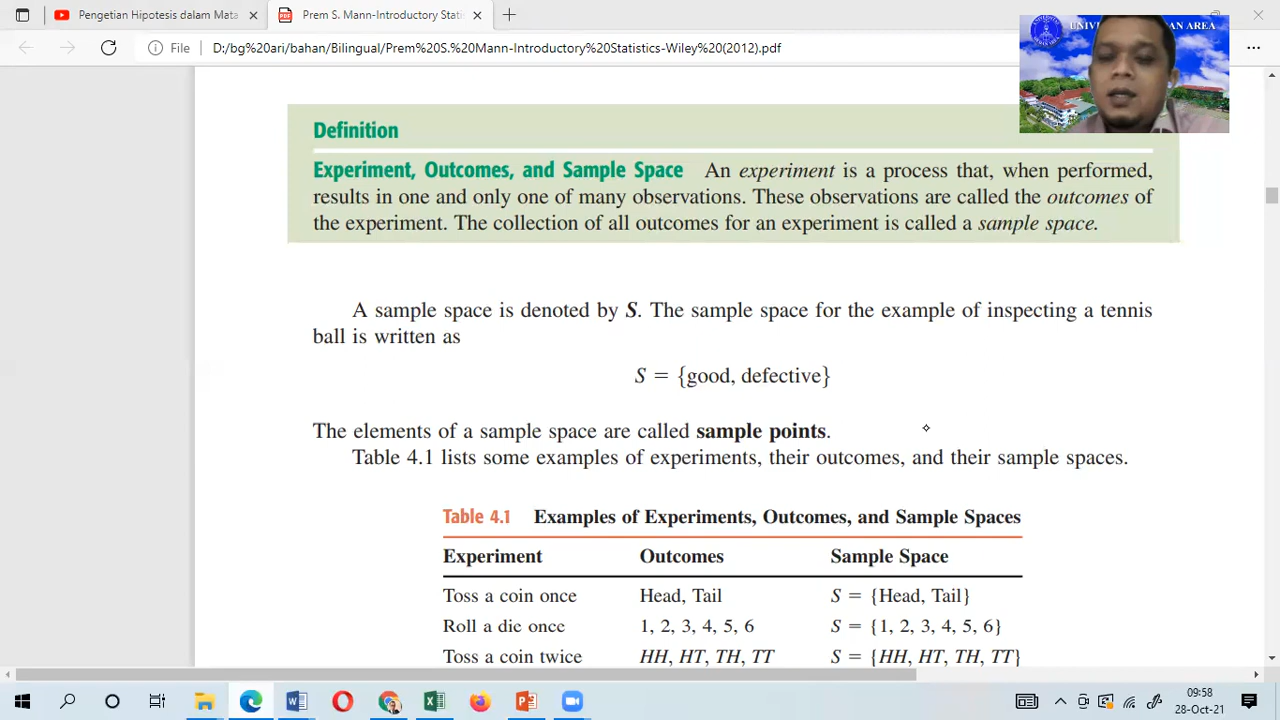 Pengetian Hipotesis dalam Mata
Prem S. Mann-Introductory Stati
File
D:/bg%20ari/bahan/Bilingual/Prem%20S.%20Mann-Introductory%20Statistics-Wiley%20(2012).pdf
AN AREA
Definition
Experiment, Outcomes, and Sample Space An experiment is a process that, when performed,
results in one and only one of many observations. These observations are called the outcomes of
the experiment. The collection of all outcomes for an experiment is called a sample space.
A sample space is denoted by S. The sample space for the example of inspecting a tennis
ball is written as
S = {good, defective}
The elements of a sample space are called sample points.
Table 4.1 lists some examples of experiments, their outcomes, and their sample spaces.
Table 4.1 Examples of Experiments, Outcomes, and Sample Spaces
Experiment Outcomes Sample Space
Toss a coin once Head, Tail S = {Head, Tail}
Roll a die once 1, 2, 3, 4, 5, 6 S = {1, 2, 3, 4, 5, 6}
Toss a coin twice HH, HT, TH, TT S = {HH, HT, TH, TT}
09:58
28-Oct-21